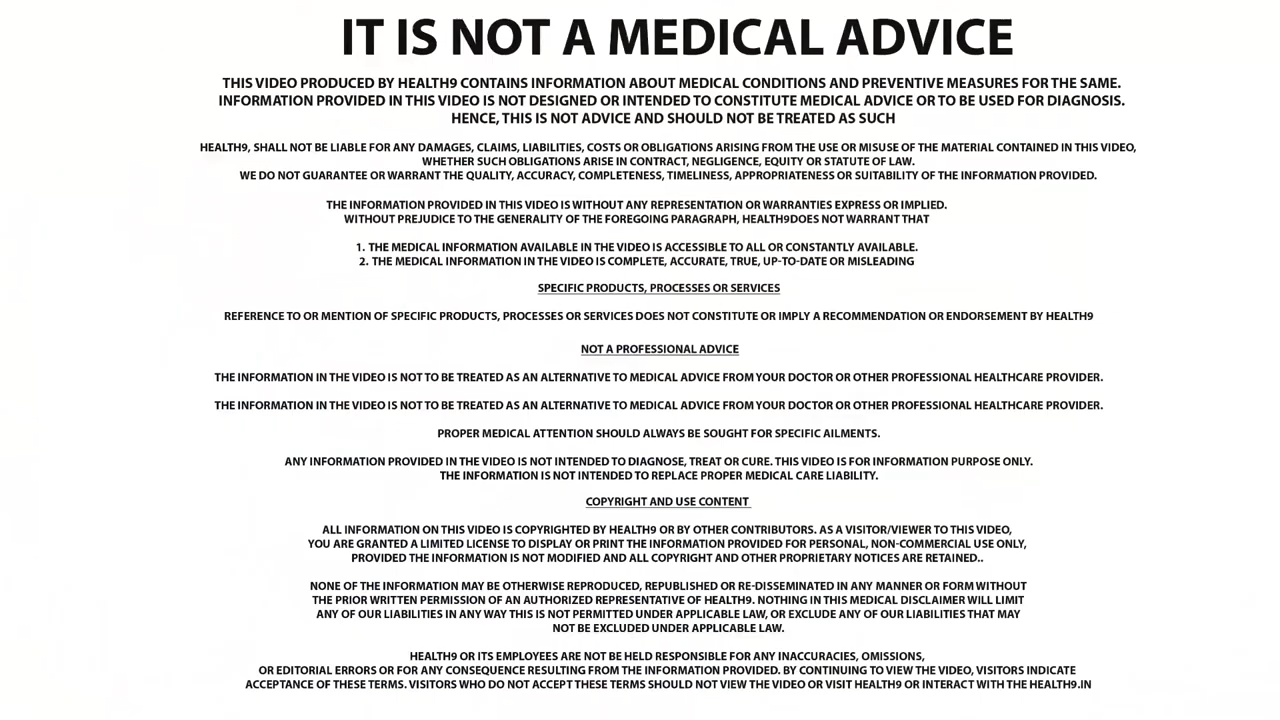 IT IS NOT A MEDICAL ADVICE
THIS VIDEO PRODUCED BY HEALTH9 CONTAINS INFORMATION ABOUT MEDICAL CONDITIONS AND PREVENTIVE MEASURES FOR THE SAME.
INFORMATION PROVIDED IN THIS VIDEO IS NOT DESIGNED OR INTENDED TO CONSTITUTE MEDICAL ADVICE OR TO BE USED FOR DIAGNOSIS.
HENCE, THIS IS NOT ADVICE AND SHOULD NOT BE TREATED AS SUCH
HEALTH9, SHALL NOT BE LIABLE FOR ANY DAMAGES, CLAIMS, LIABILITIES, COSTS OR OBLIGATIONS ARISING FROM THE USE OR MISUSE OF THE MATERIAL CONTAINED IN THIS VIDEO,
WHETHER SUCH OBLIGATIONS ARISE IN CONTRACT, NEGLIGENCE, EQUITY OR STATUTE OF LAW.
WE DO NOT GUARANTEE OR WARRANT THE QUALITY, ACCURACY, COMPLETENESS, TIMELINESS, APPROPRIATENESS OR SUITABILITY OF THE INFORMATION PROVIDED.
THE INFORMATION PROVIDED IN THIS VIDEO IS WITHOUT ANY REPRESENTATION OR WARRANTIES EXPRESS OR IMPLIED.
WITHOUT PREJUDICE TO THE GENERALITY OF THE FOREGOING PARAGRAPH, HEALTH9DOES NOT WARRANT THAT
1. THE MEDICAL INFORMATION AVAILABLE IN THE VIDEO IS ACCESSIBLE TO ALL OR CONSTANTLY AVAILABLE.
2. THE MEDICAL INFORMATION IN THE VIDEO IS COMPLETE, ACCURATE, TRUE, UP-TO-DATE OR MISLEADING
SPECIFIC PRODUCTS, PROCESSES OR SERVICES
REFERENCE TO OR MENTION OF SPECIFIC PRODUCTS, PROCESSES OR SERVICES DOES NOT CONSTITUTE OR IMPLY A RECOMMENDATION OR ENDORSEMENT BY HEALTH9
NOT A PROFESSIONAL ADVICE
THE INFORMATION IN THE VIDEO IS NOT TO BE TREATED AS AN ALTERNATIVE TO MEDICAL ADVICE FROM YOUR DOCTOR OR OTHER PROFESSIONAL HEALTHCARE PROVIDER.
THE INFORMATION IN THE VIDEO IS NOT TO BE TREATED AS AN ALTERNATIVE TO MEDICAL ADVICE FROM YOUR DOCTOR OR OTHER PROFESSIONAL HEALTHCARE PROVIDER.
PROPER MEDICAL ATTENTION SHOULD ALWAYS BE SOUGHT FOR SPECIFIC AILMENTS.
ANY INFORMATION PROVIDED IN THE VIDEO IS NOT INTENDED TO DIAGNOSE, TREAT OR CURE. THIS VIDEO IS FOR INFORMATION PURPOSE ONLY.
THE INFORMATION IS NOT INTENDED TO REPLACE PROPER MEDICAL CARE LIABILITY.
COPYRIGHT AND USE CONTENT
ALL INFORMATION ON THIS VIDEO IS COPYRIGHTED BY HEALTH9 OR BY OTHER CONTRIBUTORS. AS A VISITOR/VIEWER TO THIS VIDEO,
YOU ARE GRANTED A LIMITED LICENSE TO DISPLAY OR PRINT THE INFORMATION PROVIDED FOR PERSONAL, NON-COMMERCIAL USE ONLY,
PROVIDED THE INFORMATION IS NOT MODIFIED AND ALL COPYRIGHT AND OTHER PROPRIETARY NOTICES ARE RETAINED..
NONE OF THE INFORMATION MAY BE OTHERWISE REPRODUCED, REPUBLISHED OR RE-DISSEMINATED IN ANY MANNER OR FORM WITHOUT
THE PRIOR WRITTEN PERMISSION OF AN AUTHORIZED REPRESENTATIVE OF HEALTH9. NOTHING IN THIS MEDICAL DISCLAIMER WILL LIMIT
ANY OF OUR LIABILITIES IN ANY WAY THIS IS NOT PERMITTED UNDER APPLICABLE LAW, OR EXCLUDE ANY OF OUR LIABILITIES THAT MAY
NOT BE EXCLUDED UNDER APPLICABLE LAW.
HEALTH9 OR ITS EMPLOYEES ARE NOT BE HELD RESPONSIBLE FOR ANY INACCURACIES, OMISSIONS,
OR EDITORIAL ERRORS OR FOR ANY CONSEQUENCE RESULTING FROM THE INFORMATION PROVIDED. BY CONTINUING TO VIEW THE VIDEO, VISITORS INDICATE
ACCEPTANCE OF THESE TERMS. VISITORS WHO DO NOT ACCEPT THESE TERMS SHOULD NOT VIEW THE VIDEO OR VISIT HEALTH9 OR INTERACT WITH THE HEALTH9.IN